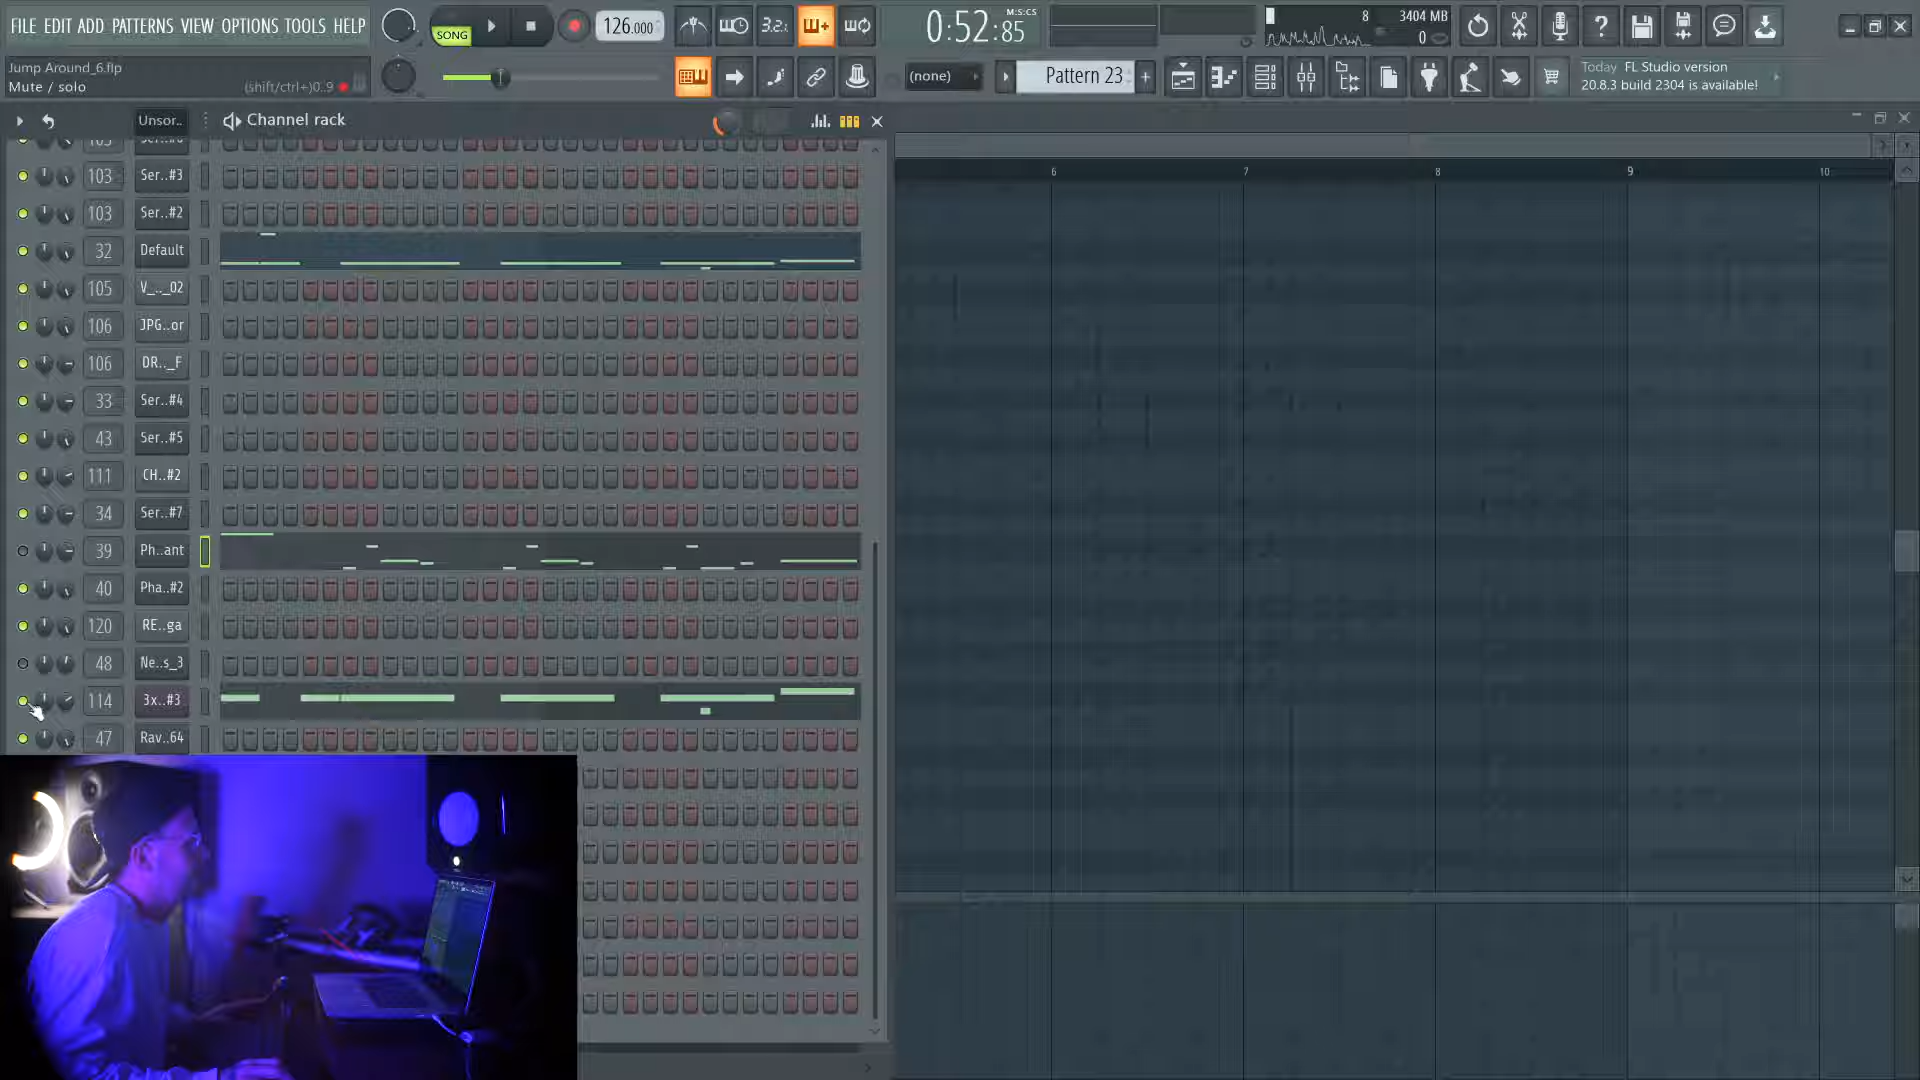 FILE EDIT ADD PATTERNS VIEW OPTIONS TOOLS HELP
SONG
126.000
3.2
0:52:85
M:S:CS
8
3404 MB
0
Jump Around_6.flp
Mute / solo
(shift/ctrl+)0..9
(none)
Pattern 23
Today FL Studio version
20.8.3 build 2304 is available!
Unsor..
Channel rack
103
103 Ser..#3
103 Ser..#2
32 Default
105 V_.._02
106 JPG..or
106 DR.._F
33 Ser..#4
43 Ser..#5
111 CH..#2
34 Ser..#7
39 Ph..ant
40 Pha..#2
120 RE..ga
48 Ne..s_3
114 3x..#3
47 Rav..64
6 7 8 9 10